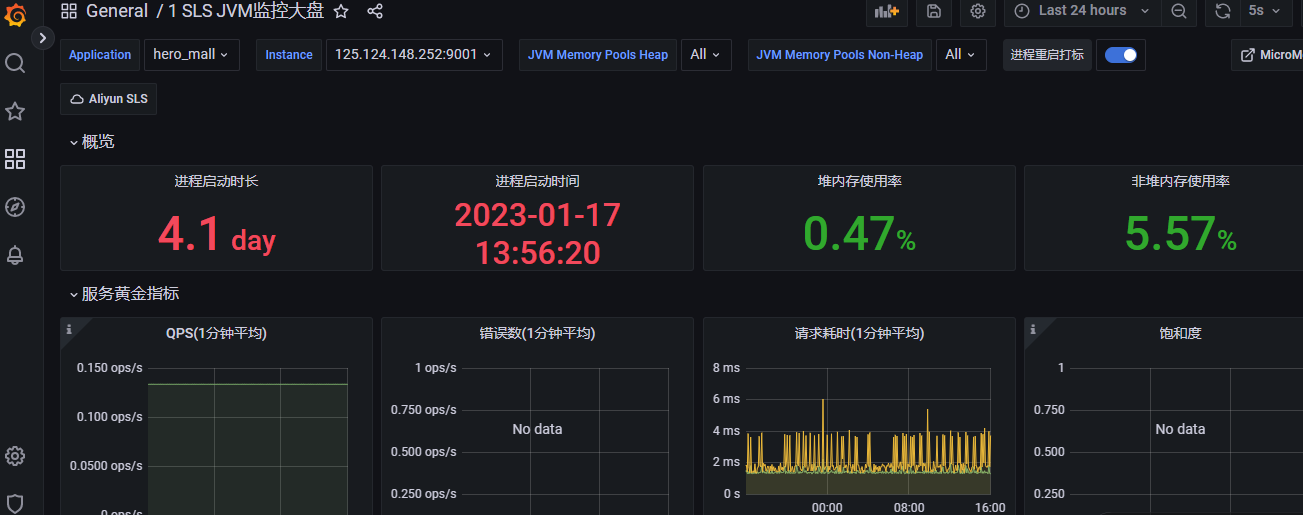 General / 1 SLS JVM监控大盘
Last 24 hours
5s
Application
hero_mall
Instance
125.124.148.252:9001
JVM Memory Pools Heap
All
JVM Memory Pools Non-Heap
All
进程重启打标
Aliyun SLS
概览
进程启动时长
4.1 day
进程启动时间
2023-01-17
13:56:20
堆内存使用率
0.47%
非堆内存使用率
5.57%
服务黄金指标
QPS(1分钟平均)
0.150 ops/s
0.100 ops/s
0.0500 ops/s
0 ops/s
错误数(1分钟平均)
1 ops/s
0.750 ops/s
0.500 ops/s
0.250 ops/s
No data
请求耗时(1分钟平均)
8 ms
6 ms
4 ms
2 ms
0 s
00:00
08:00
16:00
饱和度
1
0.750
0.500
0.250
No data